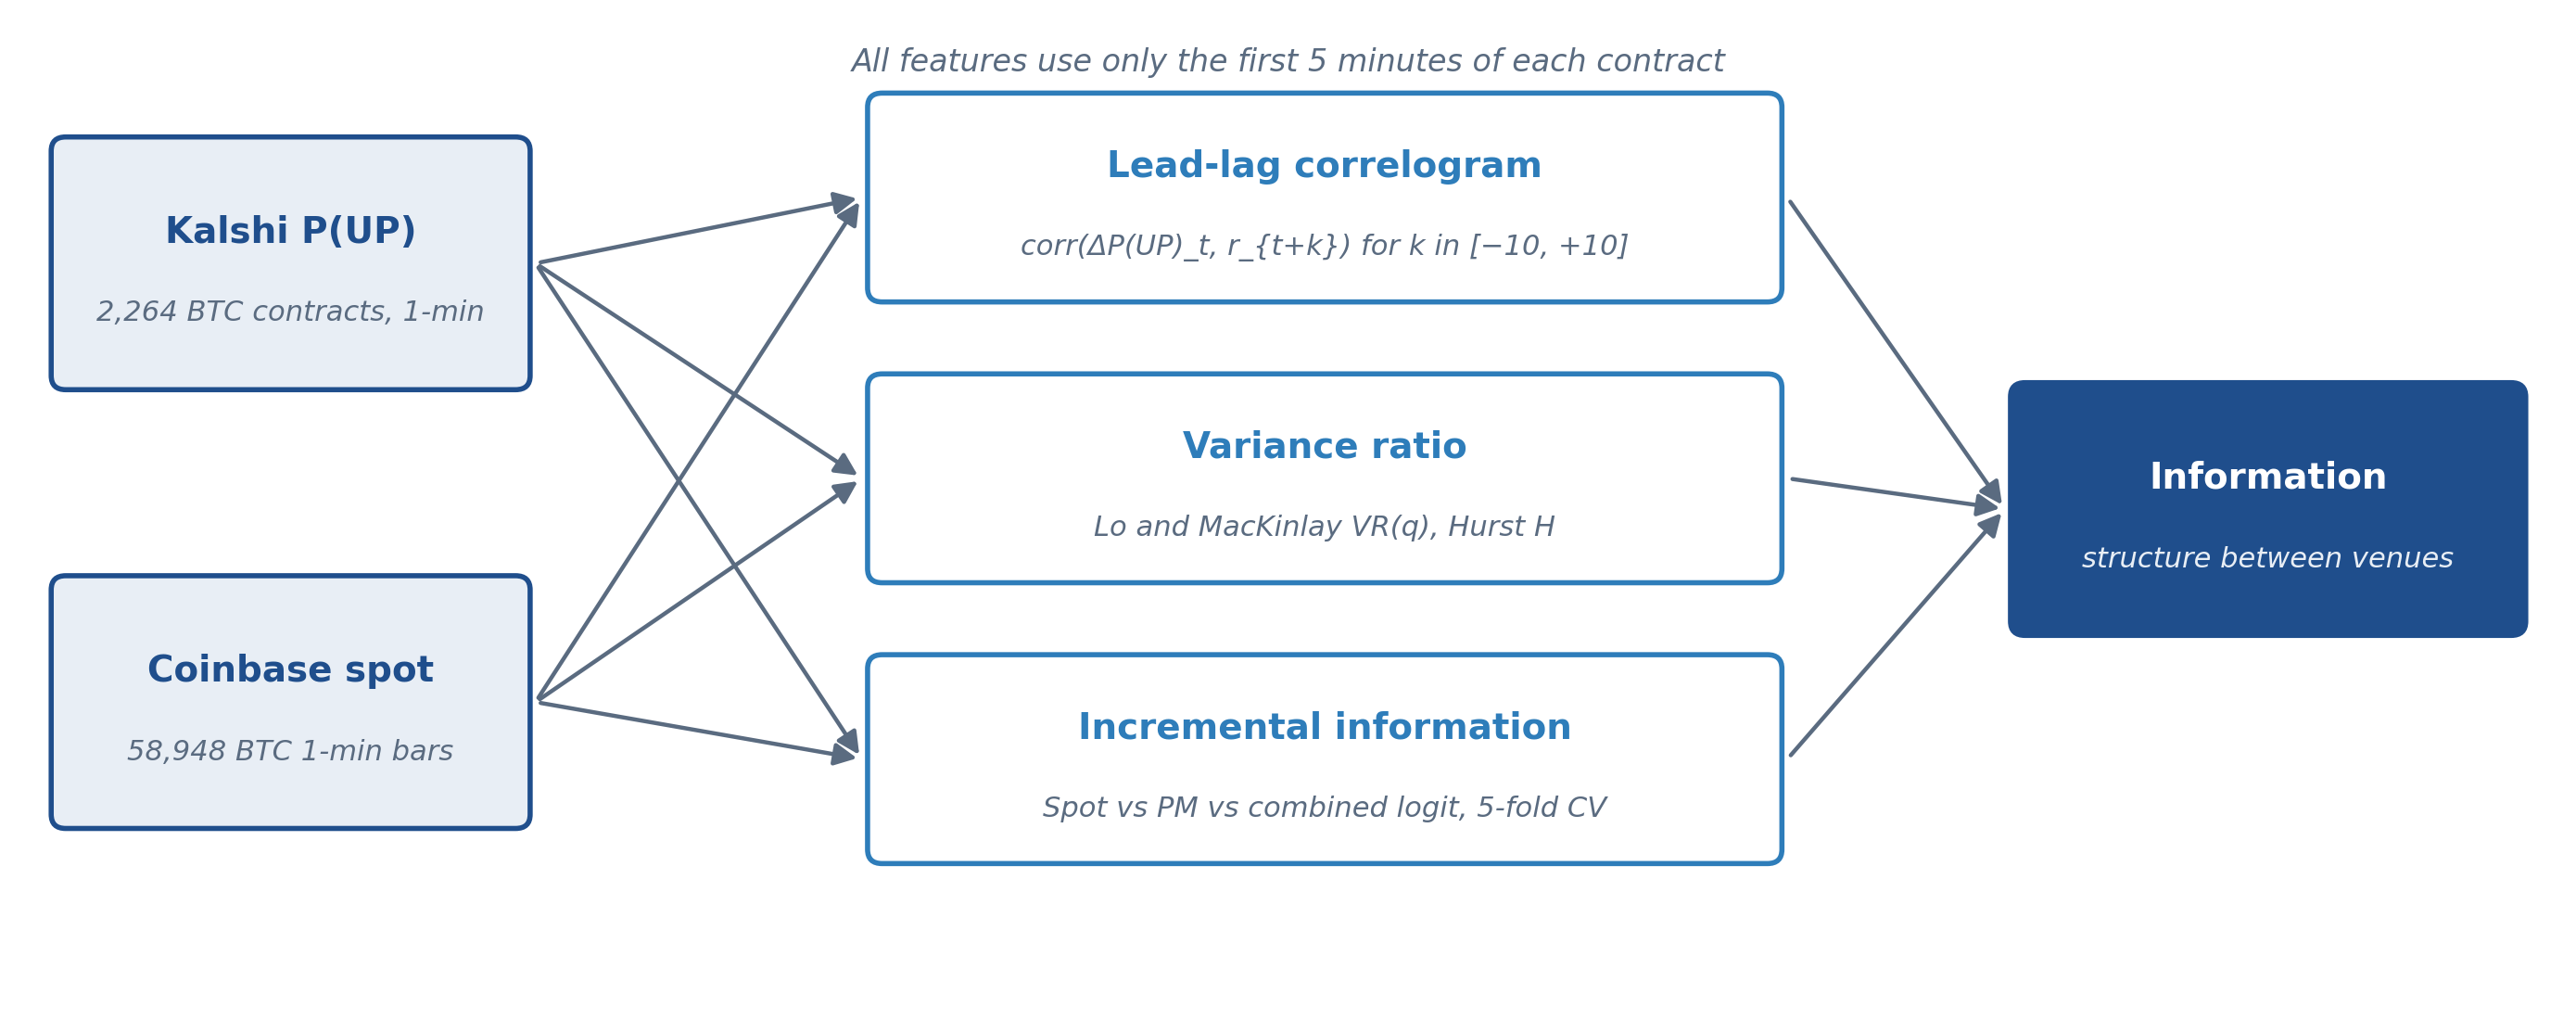 All features use only the first 5 minutes of each contract
Kalshi P(UP)
2,264 BTC contracts, 1-min
Coinbase spot
58,948 BTC 1-min bars
Lead-lag correlogram
corr(ΔP(UP)_t, r_{t+k}) for k in [−10, +10]
Variance ratio
Lo and MacKinlay VR(q), Hurst H
Incremental information
Spot vs PM vs combined logit, 5-fold CV
Information
structure between venues